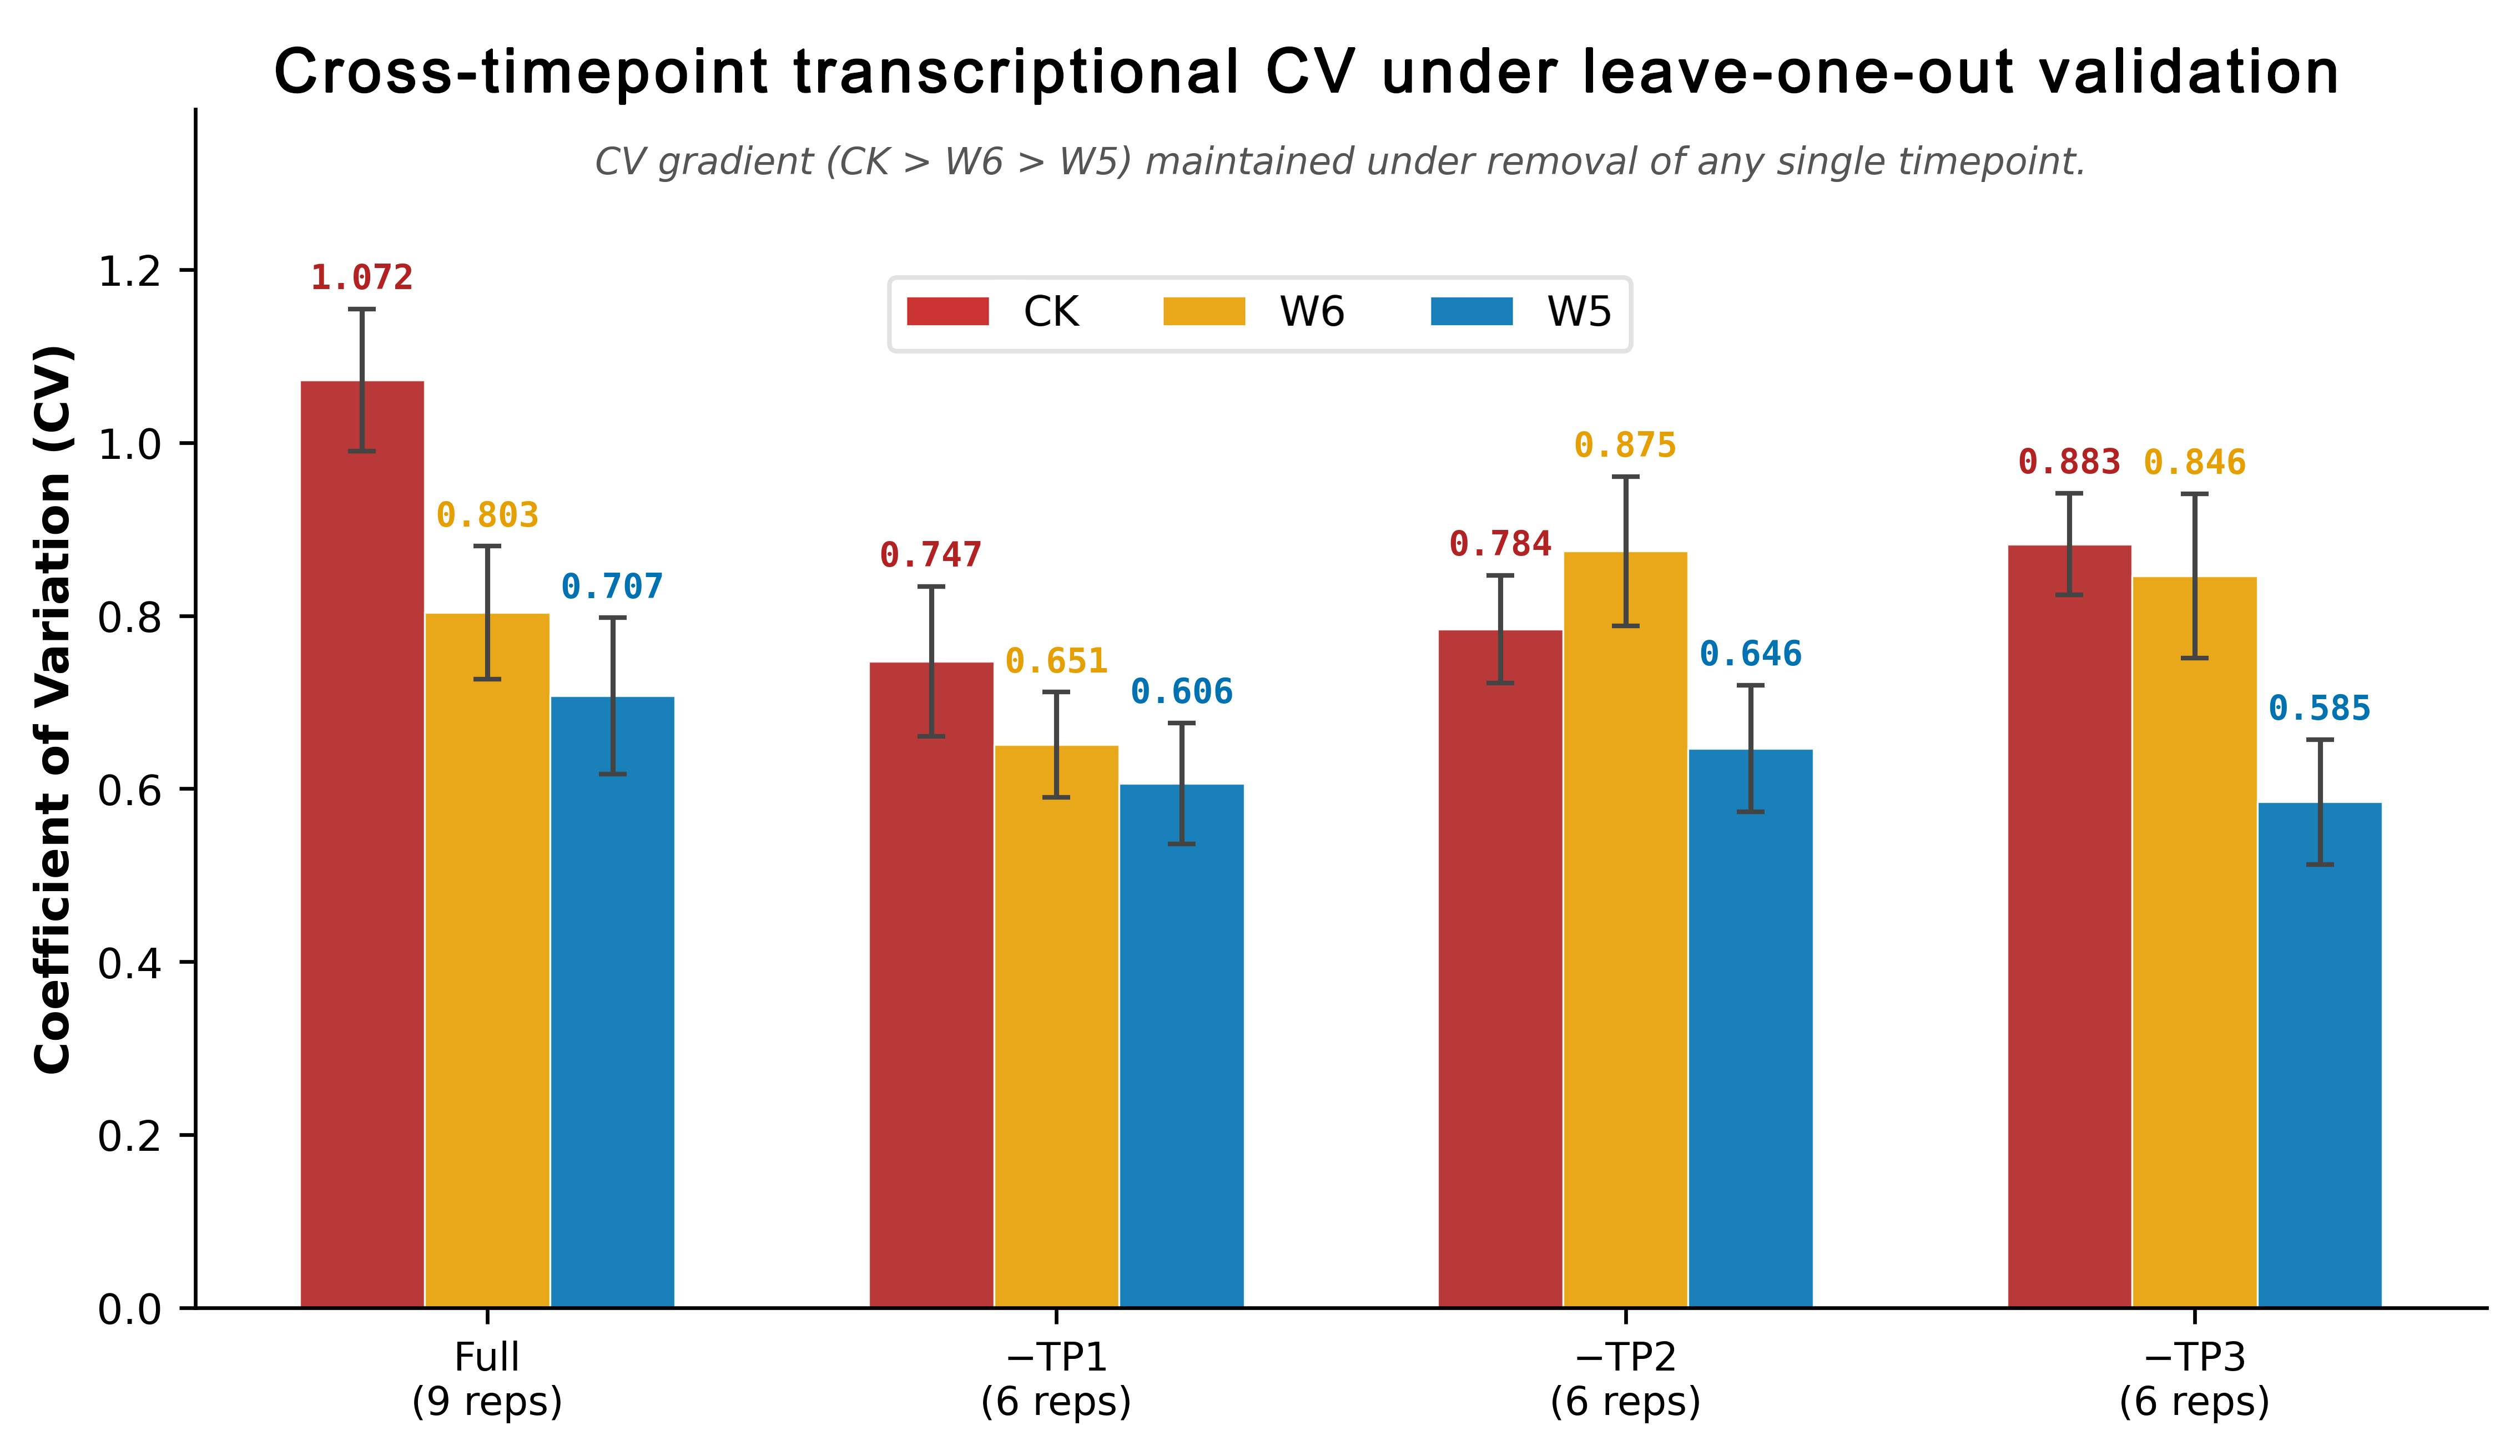 Cross-timepoint transcriptional CV under leave-one-out validation
CV gradient (CK > W6 > W5) maintained under removal of any single timepoint.
CK W6 W5
Coefficient of Variation (CV)
1.2
1.0
0.8
0.6
0.4
0.2
0.0
1.072
0.803
0.707
0.747
0.651
0.606
0.784
0.875
0.646
0.883
0.846
0.585
Full
(9 reps)
−TP1
(6 reps)
−TP2
(6 reps)
−TP3
(6 reps)